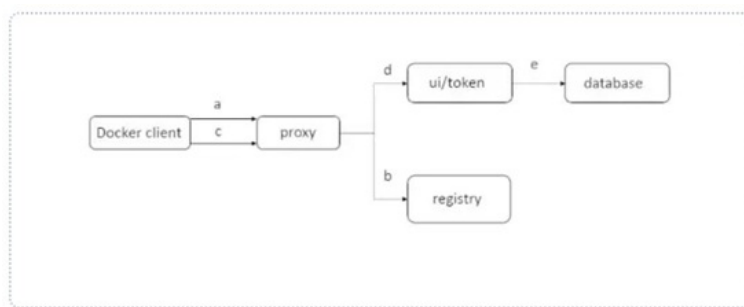 d
e
ui/token
database
a
Docker client
c
proxy
b
registry